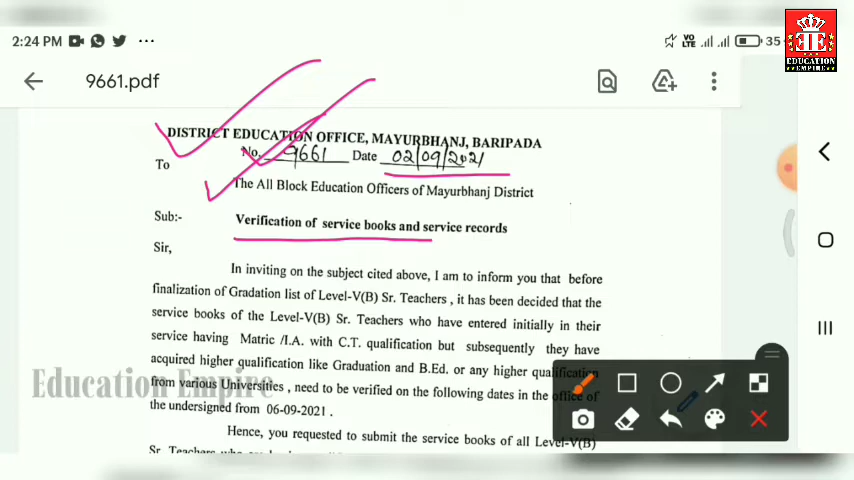 2:24 PM
VO LTE
35
EDUCATION
EMPIRE
9661.pdf
DISTRICT EDUCATION OFFICE, MAYURBHANJ, BARIPADA
No. 9661 Date 02/09/2021
To
The All Block Education Officers of Mayurbhanj District
Sub:- Verification of service books and service records
Sir,
In inviting on the subject cited above, I am to inform you that before
finalization of Gradation list of Level-V(B) Sr. Teachers , it has been decided that the
service books of the Level-V(B) Sr. Teachers who have entered initially in their
service having Matric /I.A. with C.T. qualification but subsequently they have
acquired higher qualification like Graduation and B.Ed. or any higher qualification
from various Universities , need to be verified on the following dates in the office of
the undersigned from 06-09-2021 .
Education Empire
Hence, you requested to submit the service books of all Level-V(B)
Sr. Teachers who